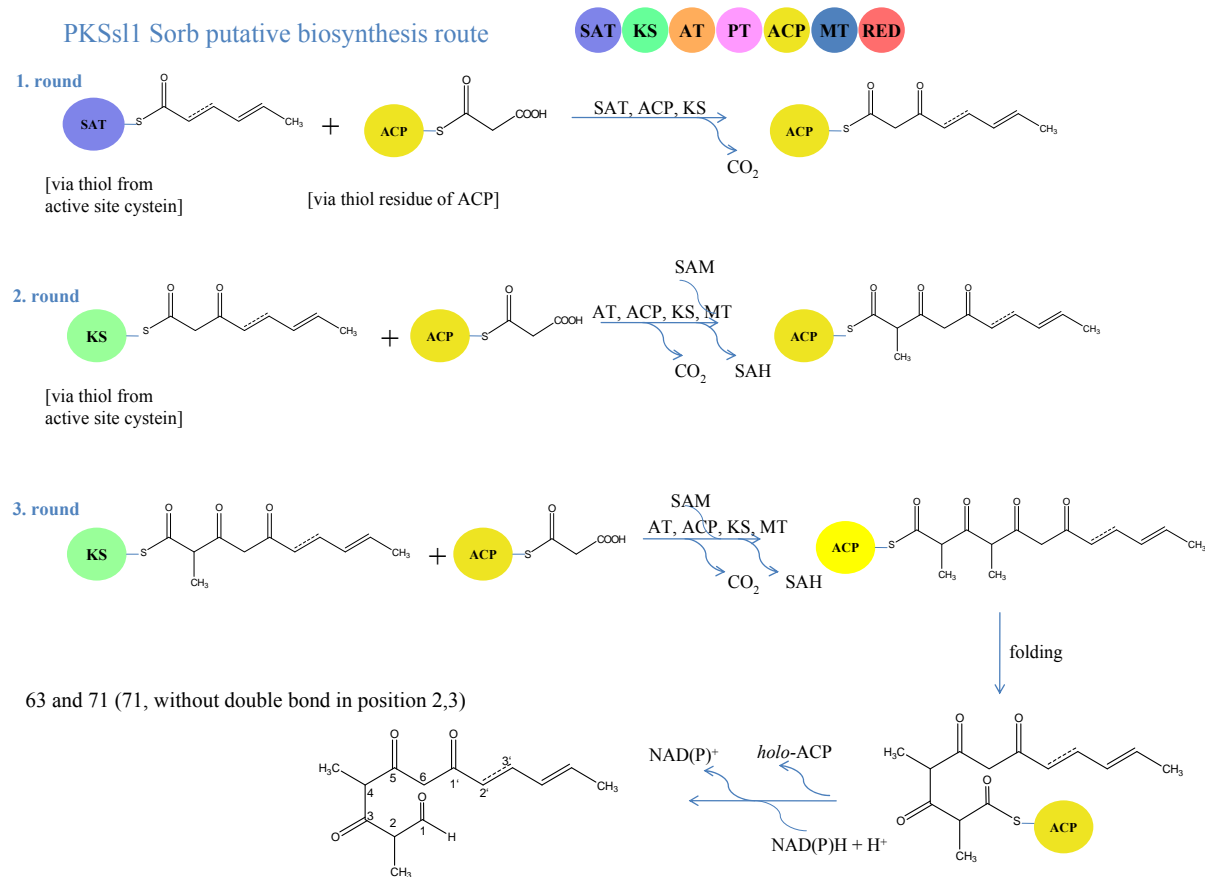 PKSsl1 Sorb putative biosynthesis route
SAT KS AT PT ACP MT RED
1. round
O
SAT
S
CH3
+
ACP
S
O
COOH
SAT, ACP, KS
CO2
ACP
S
O
O
CH3
[via thiol from
active site cystein]
[via thiol residue of ACP]
2. round
KS
S
O
O
CH3
+
ACP
S
O
COOH
SAM
AT, ACP, KS, MT
CO2
SAH
ACP
S
O
O
O
CH3
CH3
[via thiol from
active site cystein]
3. round
KS
S
O
O
O
CH3
CH3
+
ACP
S
O
COOH
SAM
AT, ACP, KS, MT
CO2
SAH
ACP
S
O
O
O
O
CH3
CH3
CH3
folding
63 and 71 (71, without double bond in position 2,3)
O
O
H3C
5
6
1'
2'
3'
CH3
4
3
O
2
O
1
H
CH3
NAD(P)+
holo-ACP
NAD(P)H + H+
O
O
H3C
CH3
O
O
S
ACP
CH3